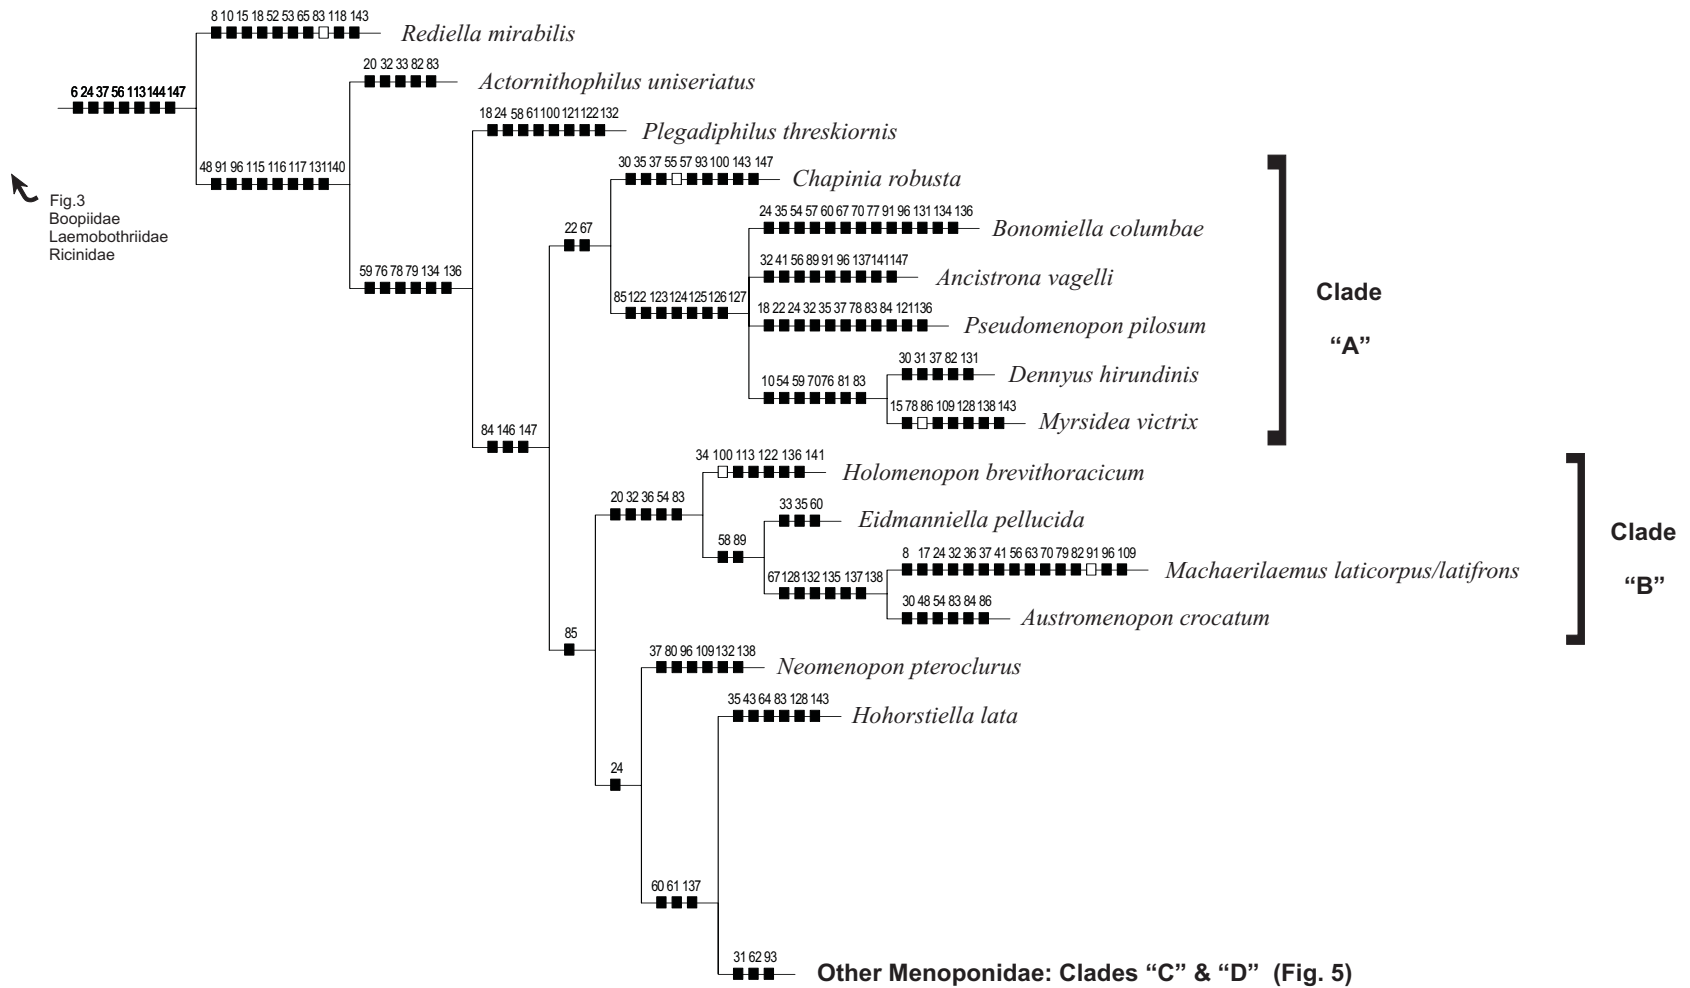 8 10 15 18 52 53 65 83 118 143
Rediella mirabilis
20 32 33 82 83
Actornithophilus uniseriatus
6 24 37 56 113 144 147
18 24 58 61 100 121 122 132
Plegadiphilus threskiornis
48 91 96 115 116 117 131 140
30 35 37 55 57 93 100 143 147
Chapinia robusta
Fig.3
Boopiidae
Laemobothriidae
Ricinidae
22 67
24 35 54 57 60 67 70 77 91 96 131 134 136
Bonomiella columbae
59 76 78 79 134 136
32 41 56 89 91 96 137 141 147
Ancistrona vagelli
85 122 123 124 125 126 127
18 22 24 32 35 37 78 83 84 121 136
Pseudomenopon pilosum
Clade
“A”
30 31 37 82 131
Dennyus hirundinis
10 54 59 70 76 81 83
15 78 86 109 128 138 143
Myrsidea victrix
84 146 147
34 100 113 122 136 141
Holomenopon brevithoracicum
20 32 36 54 83
33 35 60
Eidmanniella pellucida
58 89
Clade
“B”
8 17 24 32 36 37 41 56 63 70 79 82 91 96 109
Machaerilaemus laticorpus/latifrons
67 128 132 135 137 138
30 48 54 83 84 86
Austromenopon crocatum
85
37 80 96 109 132 138
Neomenopon pteroclurus
35 43 64 83 128 143
Hohorstiella lata
24
60 61 137
31 62 93
Other Menoponidae: Clades “C” & “D” (Fig. 5)